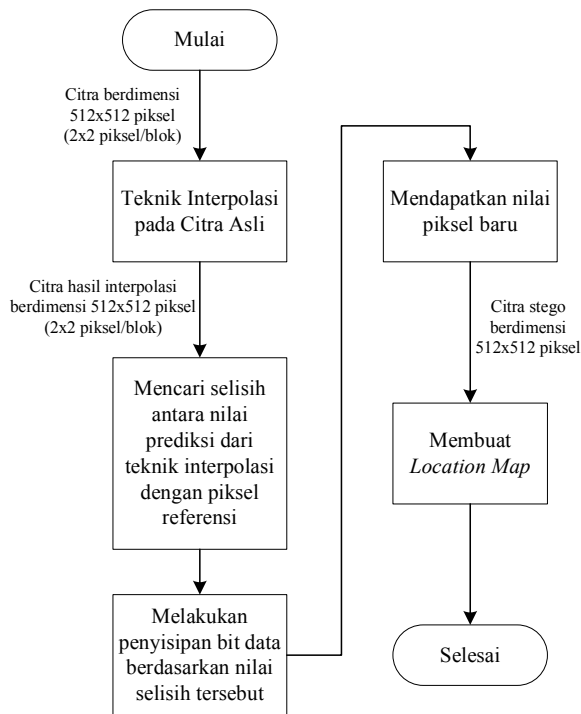 Mulai
Citra berdimensi
512x512 piksel
(2x2 piksel/blok)
Teknik Interpolasi
pada Citra Asli
Citra hasil interpolasi
berdimensi 512x512 piksel
(2x2 piksel/blok)
Mencari selisih
antara nilai
prediksi dari
teknik interpolasi
dengan piksel
referensi
Melakukan
penyisipan bit data
berdasarkan nilai
selisih tersebut
Mendapatkan nilai
piksel baru
Citra stego
berdimensi
512x512 piksel
Membuat
Location Map
Selesai